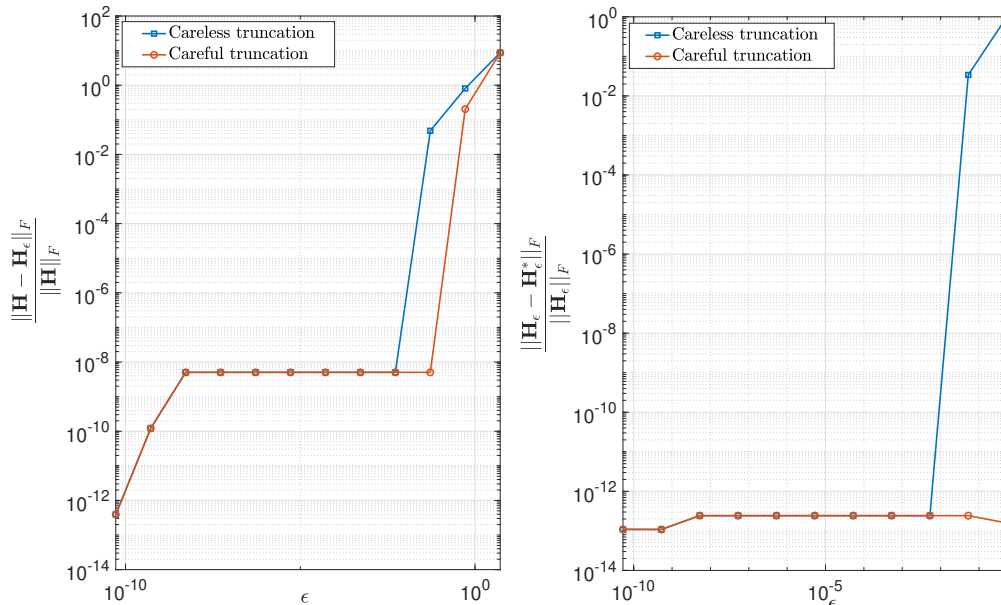 10^2
10^0
10^-2
10^-4
10^-6
10^-8
10^-10
10^-12
10^-14
||H − H_ϵ||_F
||H||_F
Careless truncation
Careful truncation
10^-10
ϵ
10^0
10^0
10^-2
10^-4
10^-6
10^-8
10^-10
10^-12
10^-14
||H_ϵ − H_ϵ^*||_F
||H_ϵ||_F
Careless truncation
Careful truncation
10^-10
10^-5
ϵ